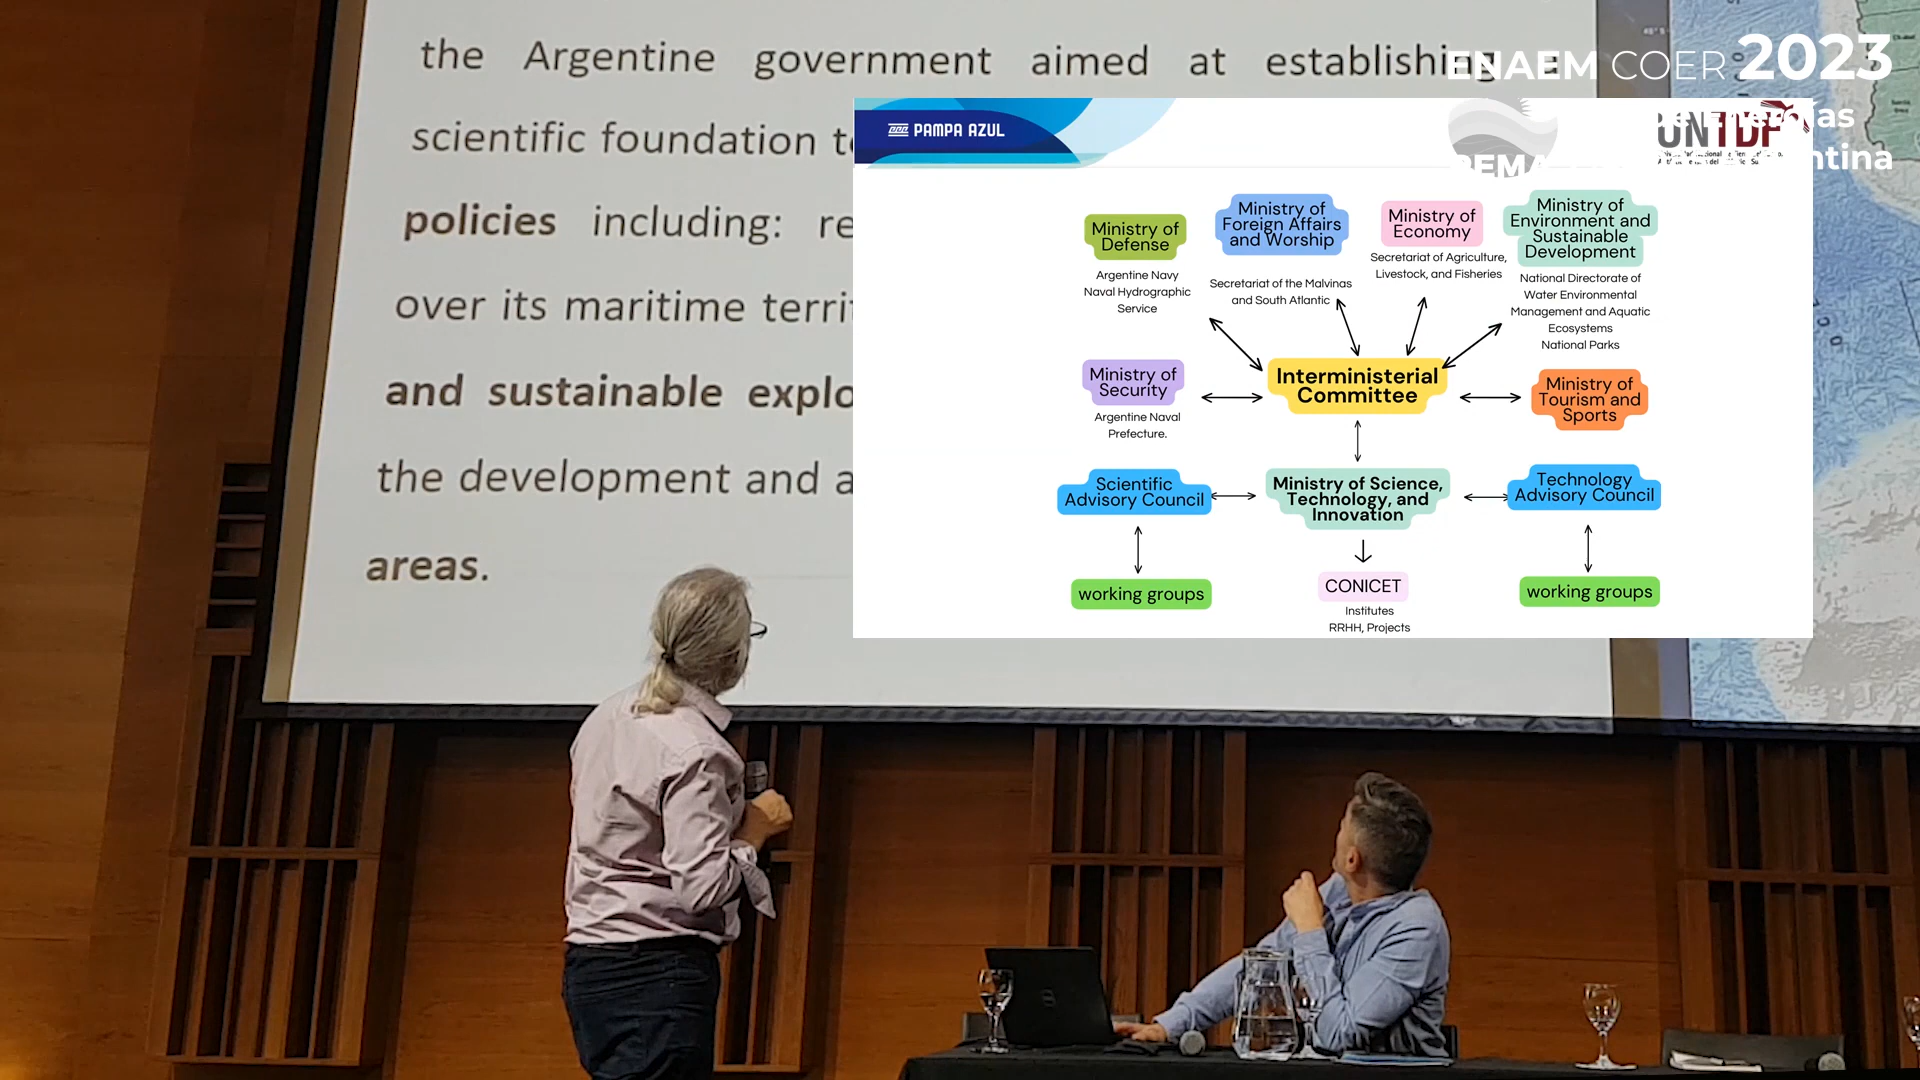 the Argentine government aimed at establishing a
scientific foundation
policies including:
over its maritime
and sustainable
the development and
areas.
ENAEM COER 2023
PAMPA AZUL
UNTDF
Ministry of
Defense
Argentine Navy
Naval Hydrographic
Service
Ministry of
Foreign Affairs
and Worship
Secretariat of the Malvinas
and South Atlantic
Ministry of
Economy
Secretariat of Agriculture,
Livestock, and Fisheries
Ministry of
Environment and
Sustainable
Development
National Directorate of
Water Environmental
Management and Aquatic
Ecosystems
National Parks
Ministry of
Security
Argentine Naval
Prefecture.
Interministerial
Committee
Ministry of
Tourism and
Sports
Scientific
Advisory Council
Ministry of Science,
Technology, and
Innovation
Technology
Advisory Council
working groups
CONICET
Institutes
RRHH, Projects
working groups